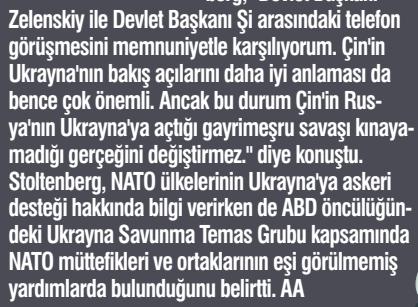 berg, "Devlet Başkanı
Zelenskiy ile Devlet Başkanı Şi arasındaki telefon
görüşmesini memnuniyetle karşılıyorum. Çin'in
Ukrayna'nın bakış açılarını daha iyi anlaması da
bence çok önemli. Ancak bu durum Çin'in Rus-
ya'nın Ukrayna'ya açtığı gayrimeşru savaşı kınaya-
madığı gerçeğini değiştirmez." diye konuştu.
Stoltenberg, NATO ülkelerinin Ukrayna'ya askeri
desteği hakkında bilgi verirken de ABD öncülüğün-
deki Ukrayna Savunma Temas Grubu kapsamında
NATO müttefikleri ve ortaklarının eşi görülmemiş
yardımlarda bulunduğunu belirtti. AA